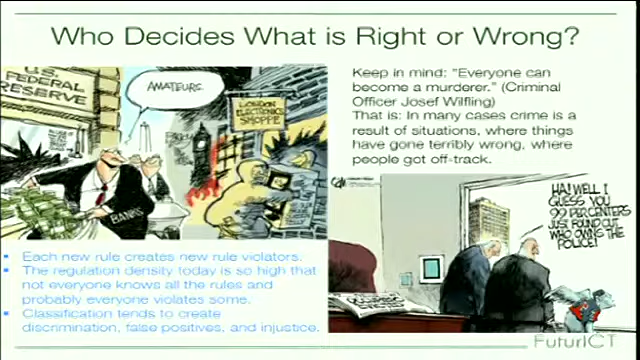 Who Decides What is Right or Wrong?
U.S. FEDERAL
RESERVE
AMATEURS.
LONDON
ELECTRONICS
SHOPPE
BANKS
Keep in mind: "Everyone can
become a murderer." (Criminal
Officer Josef Wilfling)
That is: In many cases crime is a
result of situations, where things
have gone terribly wrong, where
people got off-track.
HA! WELL I
GUESS YOU
99 PERCENTERS
JUST FOUND OUT
WHO OWNS THE
POLICE!
Each new rule creates new rule violators.
The regulation density today is so high that
not everyone knows all the rules and
probably everyone violates some.
Classification tends to create
discrimination, false positives, and injustice.
FuturICT